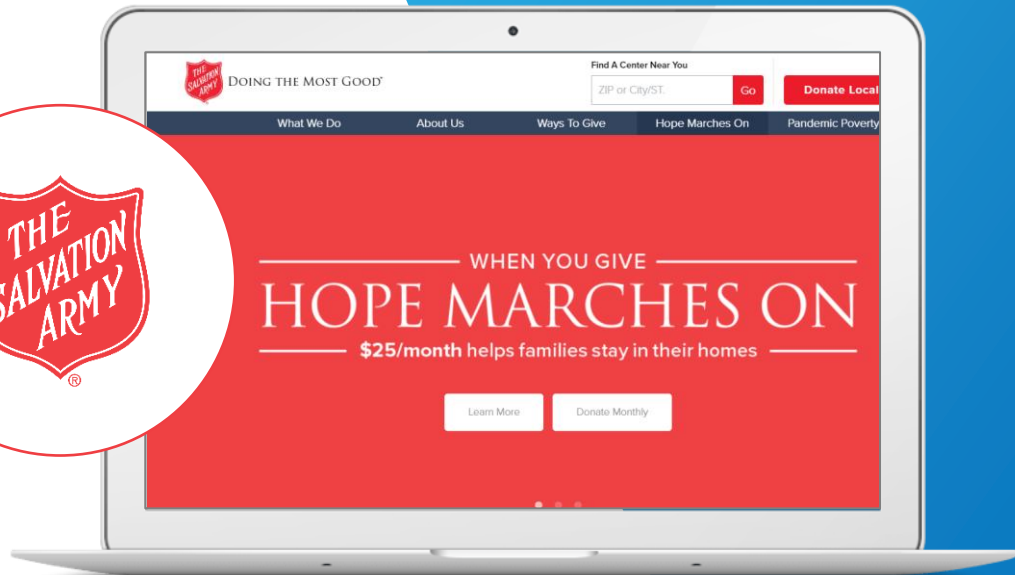 THE
SALVATION
ARMY
DOING THE MOST GOOD®
Find A Center Near You
ZIP or City/ST.
Go
Donate Local
What We Do
About Us
Ways To Give
Hope Marches On
Pandemic Poverty
WHEN YOU GIVE
HOPE MARCHES ON
$25/month helps families stay in their homes
Learn More
Donate Monthly
THE
SALVATION
ARMY
®